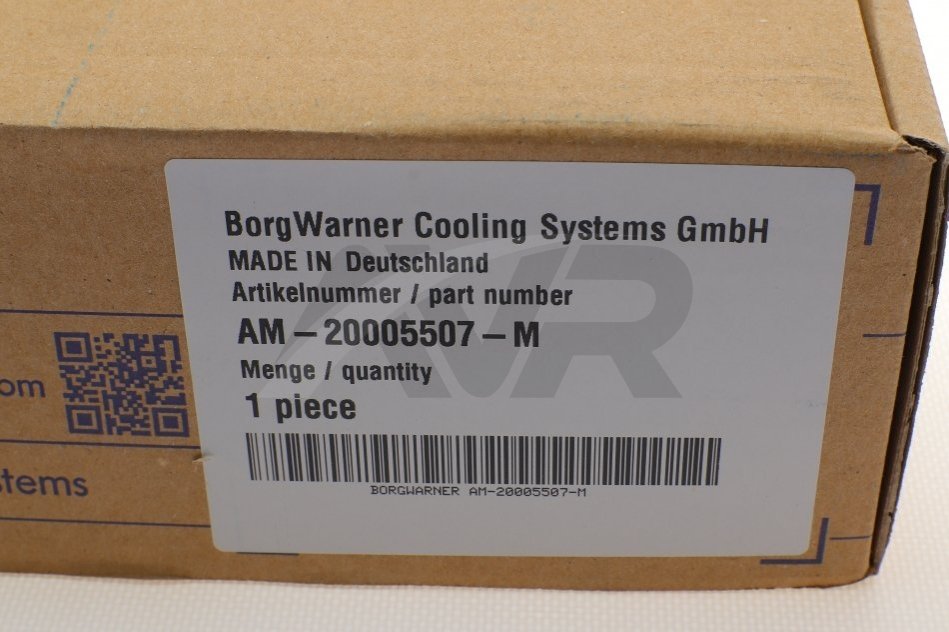 BorgWarner Cooling Systems GmbH
MADE IN Deutschland
Artikelnummer / part number
AM-20005507-M
Menge / quantity
1 piece
BORGWARNER AM-20005507-M
om
stems
AVR